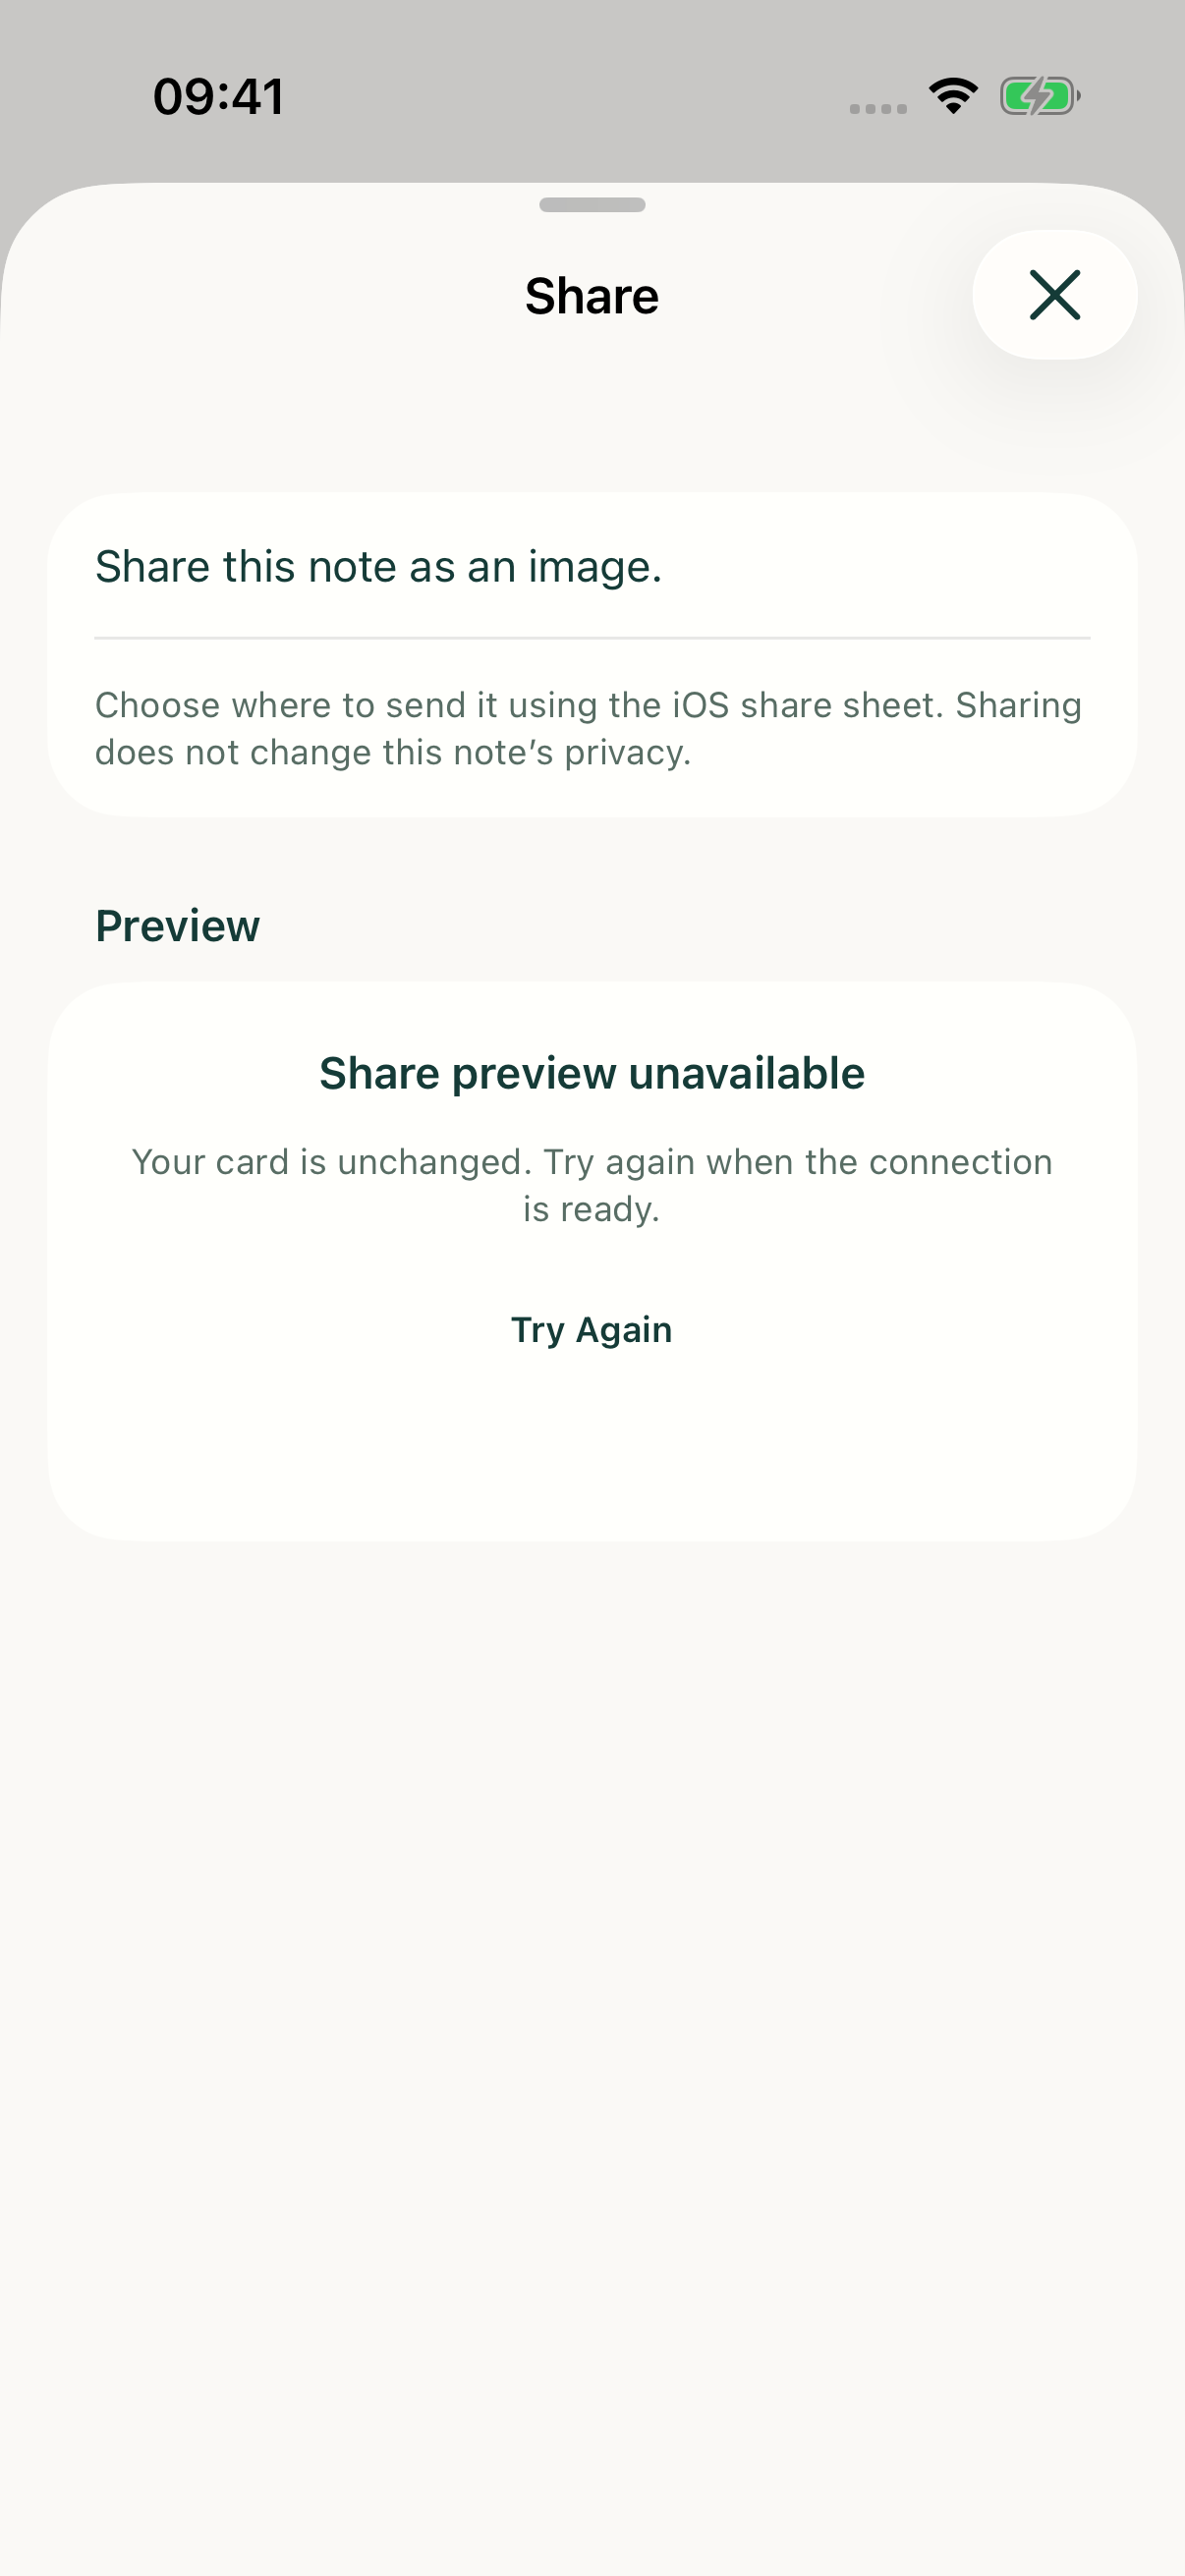 09:41
Share
Share this note as an image.
Choose where to send it using the iOS share sheet. Sharing
does not change this note’s privacy.
Preview
Share preview unavailable
Your card is unchanged. Try again when the connection
is ready.
Try Again